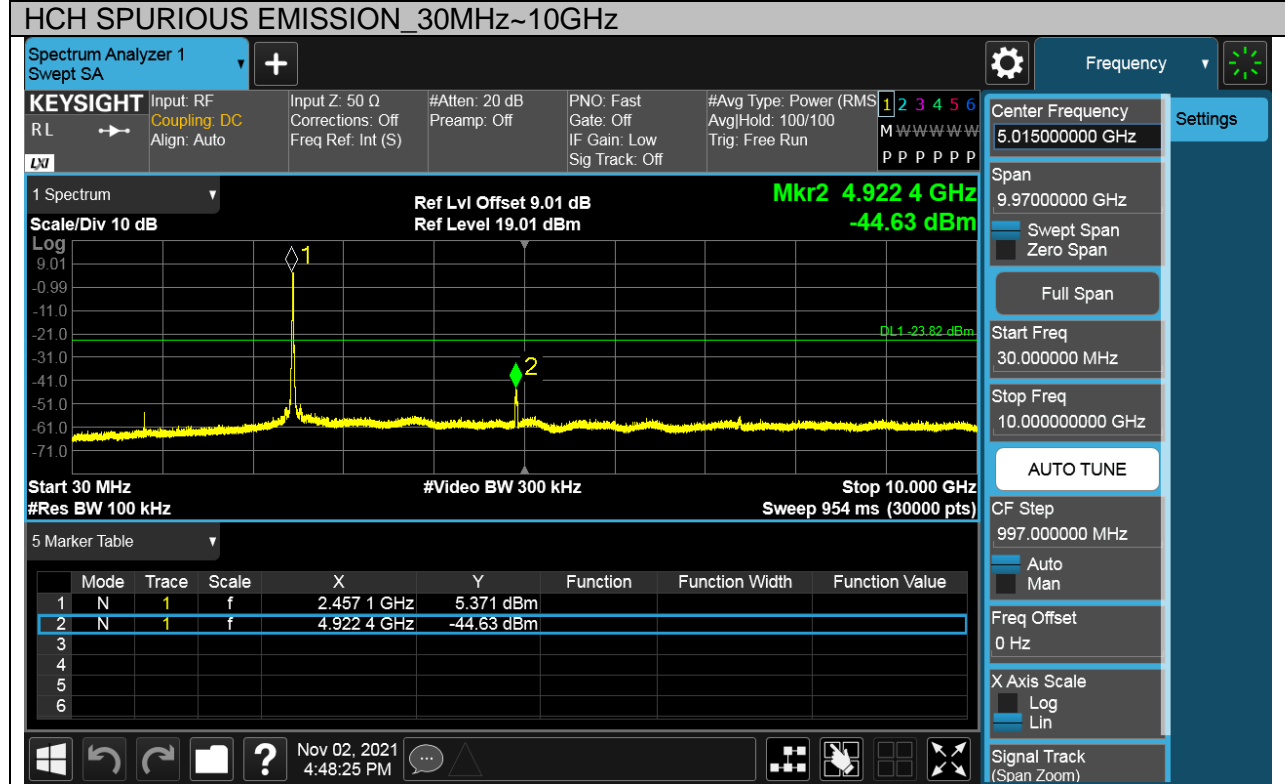 HCH SPURIOUS EMISSION_30MHz~10GHz
Spectrum Analyzer 1
Swept SA
+
Frequency
KEYSIGHT
RL
LXI
Input: RF
Coupling: DC
Align: Auto
Input Z: 50 Ω
Corrections: Off
Freq Ref: Int (S)
#Atten: 20 dB
Preamp: Off
PNO: Fast
Gate: Off
IF Gain: Low
Sig Track: Off
#Avg Type: Power (RMS
Avg|Hold: 100/100
Trig: Free Run
1 2 3 4 5 6
M W W W W W
P P P P P P
1 Spectrum
Scale/Div 10 dB
Ref Lvl Offset 9.01 dB
Ref Level 19.01 dBm
Mkr2 4.922 4 GHz
-44.63 dBm
Log
9.01
-0.99
-11.0
-21.0
-31.0
-41.0
-51.0
-61.0
-71.0
1
2
DL1 -23.82 dBm
Start 30 MHz
#Res BW 100 kHz
#Video BW 300 kHz
Stop 10.000 GHz
Sweep 954 ms (30000 pts)
5 Marker Table
Mode Trace Scale X Y Function Function Width Function Value
1 N 1 f 2.457 1 GHz 5.371 dBm
2 N 1 f 4.922 4 GHz -44.63 dBm
3
4
5
6
?
Nov 02, 2021
4:48:25 PM
Center Frequency
5.015000000 GHz
Settings
Span
9.97000000 GHz
Swept Span
Zero Span
Full Span
Start Freq
30.000000 MHz
Stop Freq
10.000000000 GHz
AUTO TUNE
CF Step
997.000000 MHz
Auto
Man
Freq Offset
0 Hz
X Axis Scale
Log
Lin
Signal Track
(Span Zoom)